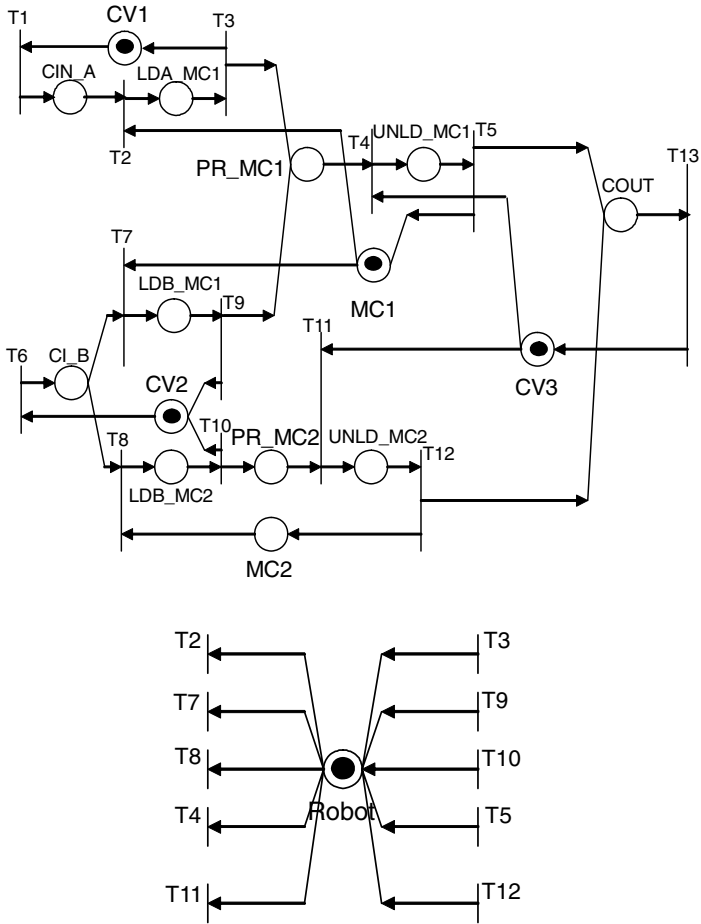 T1
CV1
T3
CIN_A
LDA_MC1
T2
PR_MC1
T4
UNLD_MC1
T5
T13
COUT
T7
LDB_MC1
T9
MC1
T11
T6
CI_B
CV2
CV3
T10
T8
PR_MC2
UNLD_MC2
T12
LDB_MC2
MC2
T2
T3
T7
T9
T8
T10
Robot
T4
T5
T11
T12